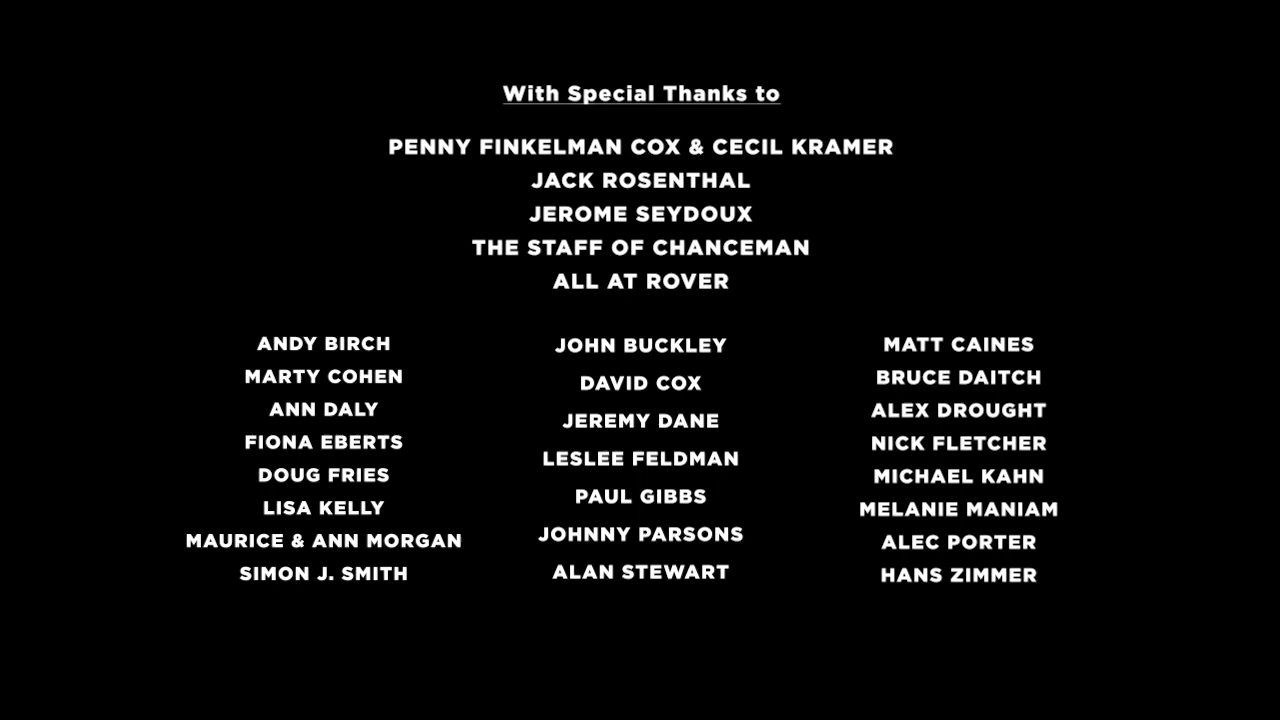 With Special Thanks to
PENNY FINKELMAN COX & CECIL KRAMER
JACK ROSENTHAL
JEROME SEYDOUX
THE STAFF OF CHANCEMAN
ALL AT ROVER
ANDY BIRCH
MARTY COHEN
ANN DALY
FIONA EBERTS
DOUG FRIES
LISA KELLY
MAURICE & ANN MORGAN
SIMON J. SMITH
JOHN BUCKLEY
DAVID COX
JEREMY DANE
LESLEE FELDMAN
PAUL GIBBS
JOHNNY PARSONS
ALAN STEWART
MATT CAINES
BRUCE DAITCH
ALEX DROUGHT
NICK FLETCHER
MICHAEL KAHN
MELANIE MANIAM
ALEC PORTER
HANS ZIMMER